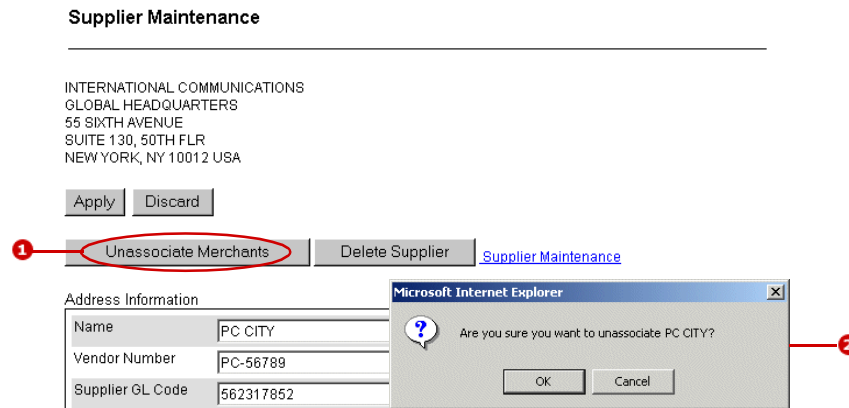 Supplier Maintenance
INTERNATIONAL COMMUNICATIONS
GLOBAL HEADQUARTERS
55 SIXTH AVENUE
SUITE 130, 50TH FLR
NEW YORK, NY 10012 USA
Apply Discard
1 Unassociate Merchants Delete Supplier Supplier Maintenance
Address Information
Microsoft Internet Explorer
Name PC CITY
? Are you sure you want to unassociate PC CITY?
2
Vendor Number PC-56789
OK Cancel
Supplier GL Code 562317852